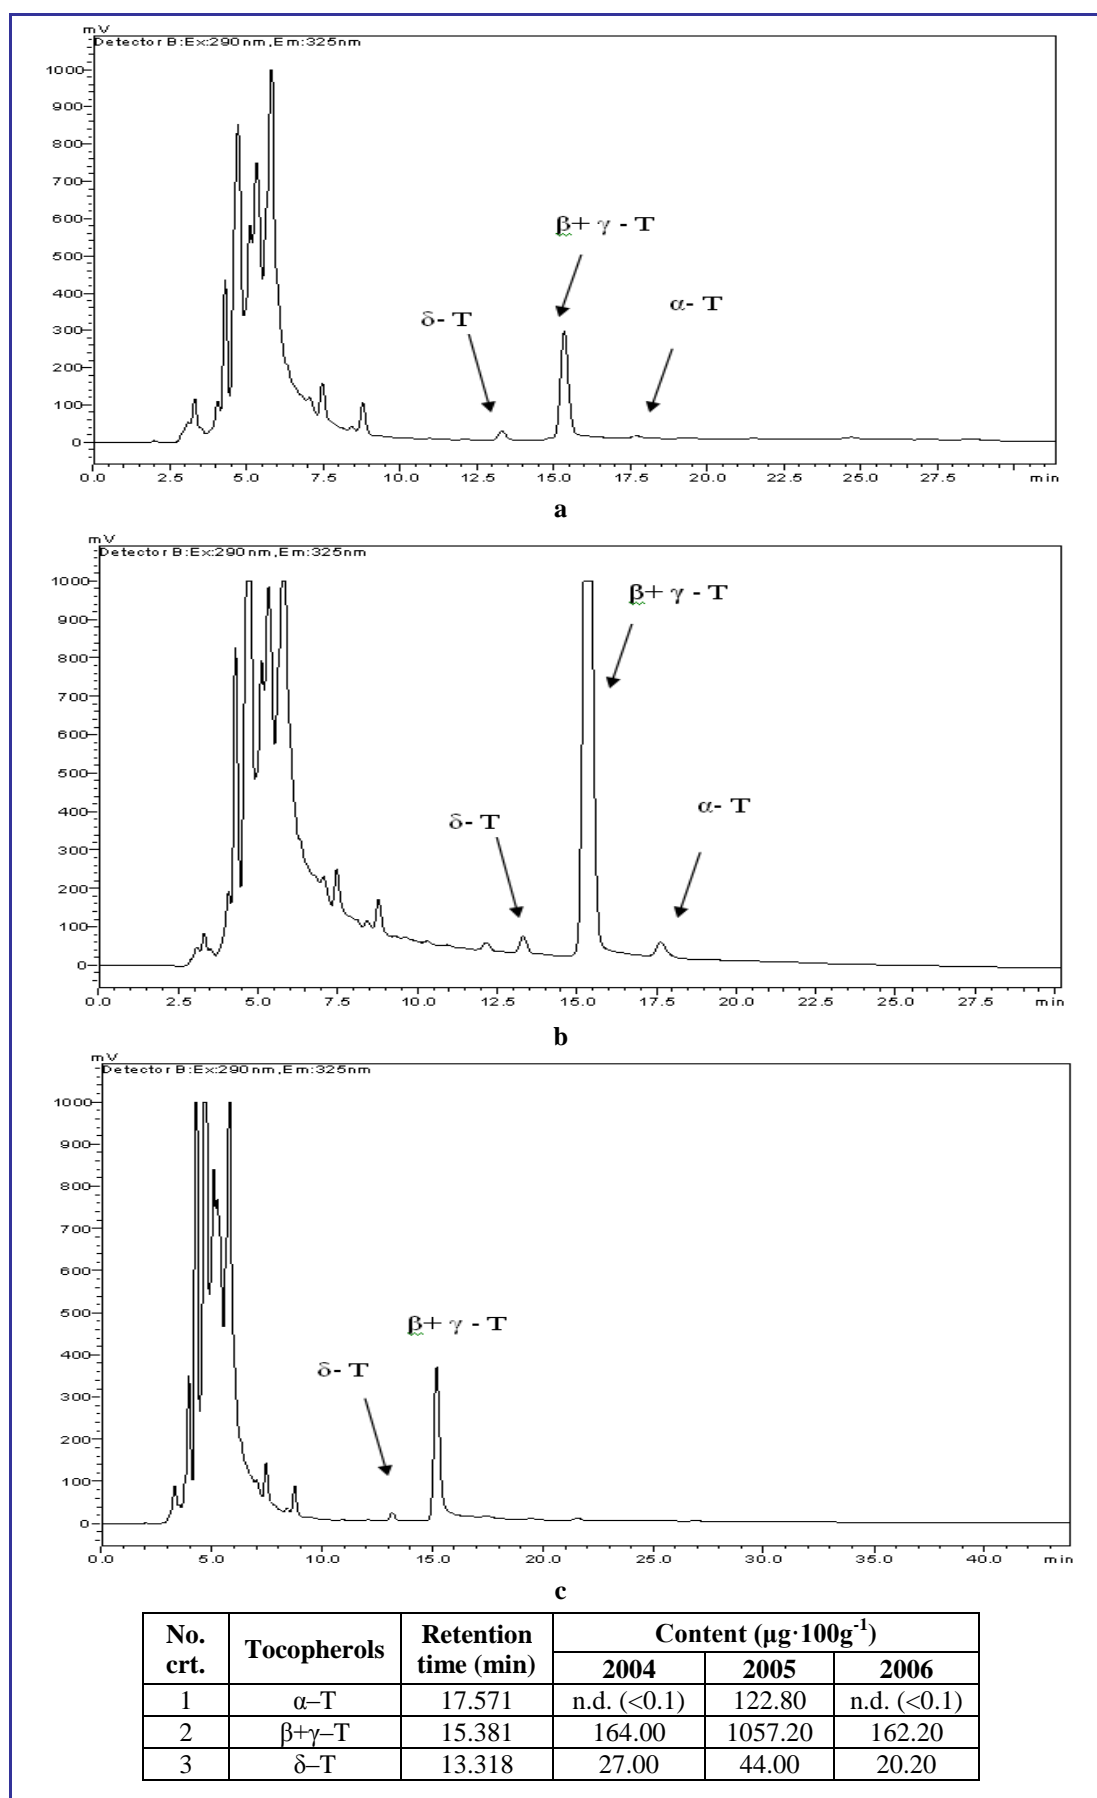 mV
Detector B:Ex:290nm,Em:325nm
1000
900
800
700
600
500
400
300
200
100
0
β+ γ - T
δ- T
α- T
0.0 2.5 5.0 7.5 10.0 12.5 15.0 17.5 20.0 22.5 25.0 27.5 min
a
mV
Detector B:Ex:290nm,Em:325nm
1000
900
800
700
600
500
400
300
200
100
0
β+ γ - T
δ- T
α- T
0.0 2.5 5.0 7.5 10.0 12.5 15.0 17.5 20.0 22.5 25.0 27.5 min
b
mV
Detector B:Ex:290nm,Em:325nm
1000
900
800
700
600
500
400
300
200
100
0
β+ γ - T
δ- T
0.0 5.0 10.0 15.0 20.0 25.0 30.0 35.0 40.0 min
c
No. crt. Tocopherols Retention time (min) Content (µg·100g⁻¹)
2004 2005 2006
1 α–T 17.571 n.d. (<0.1) 122.80 n.d. (<0.1)
2 β+γ–T 15.381 164.00 1057.20 162.20
3 δ–T 13.318 27.00 44.00 20.20